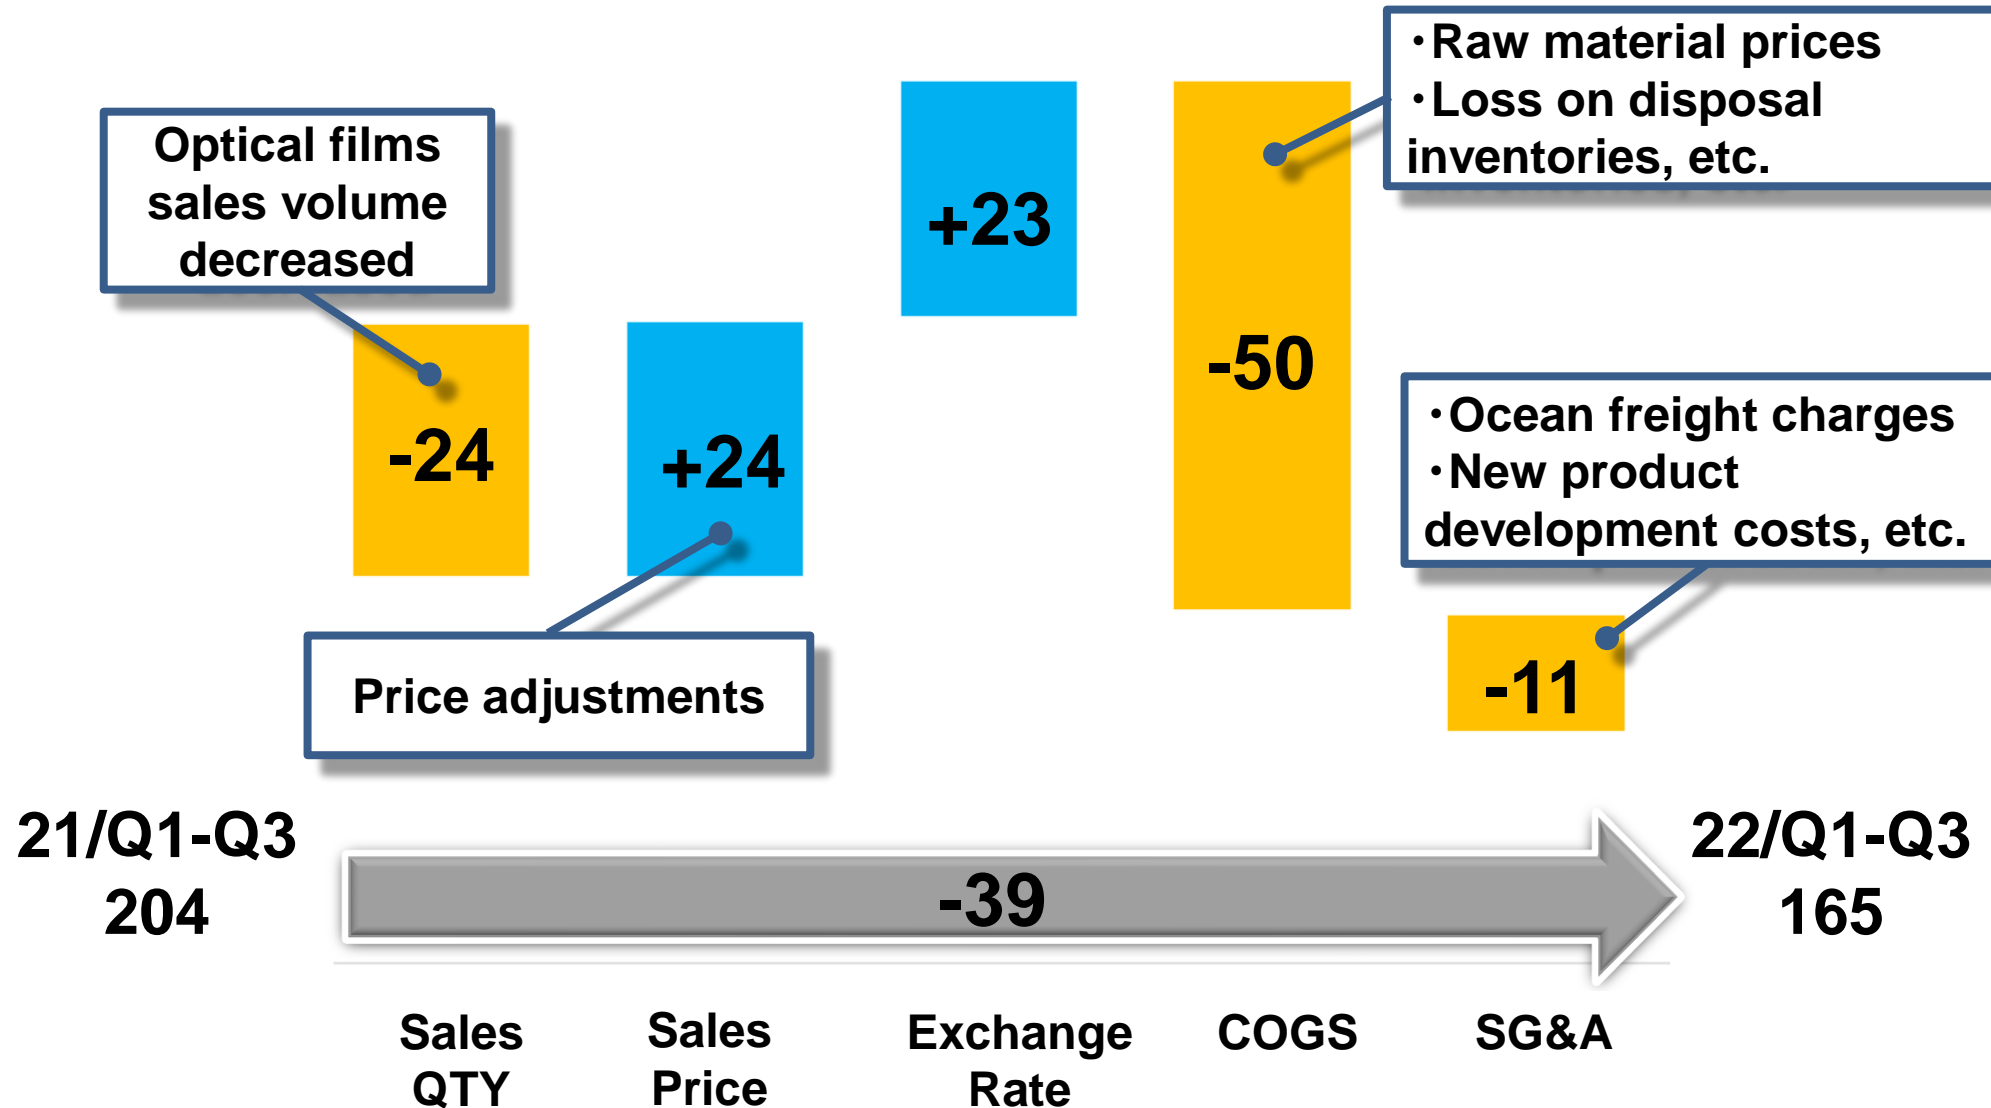 ・Raw material prices
・Loss on disposal
inventories, etc.
Optical films
sales volume
decreased
+23
-50
-24
+24
・Ocean freight charges
・New product
development costs, etc.
Price adjustments
-11
21/Q1-Q3
204
-39
22/Q1-Q3
165
Sales
QTY
Sales
Price
Exchange
Rate
COGS
SG&A